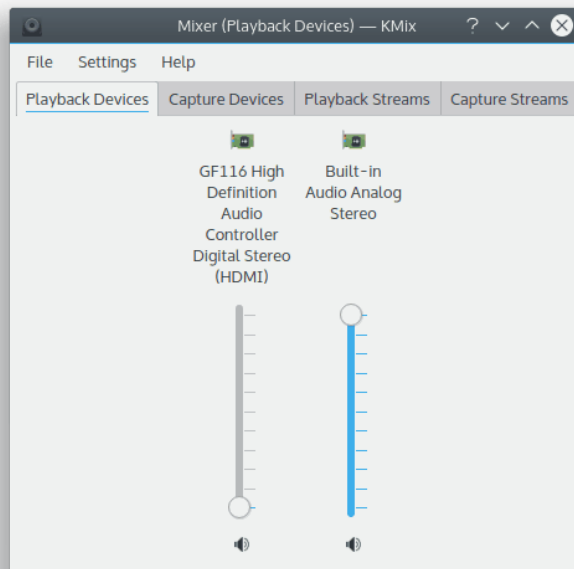 Mixer (Playback Devices) — KMix
File Settings Help
Playback Devices Capture Devices Playback Streams Capture Streams
GF116 High
Definition
Audio
Controller
Digital Stereo
(HDMI)
Built-in
Audio Analog
Stereo